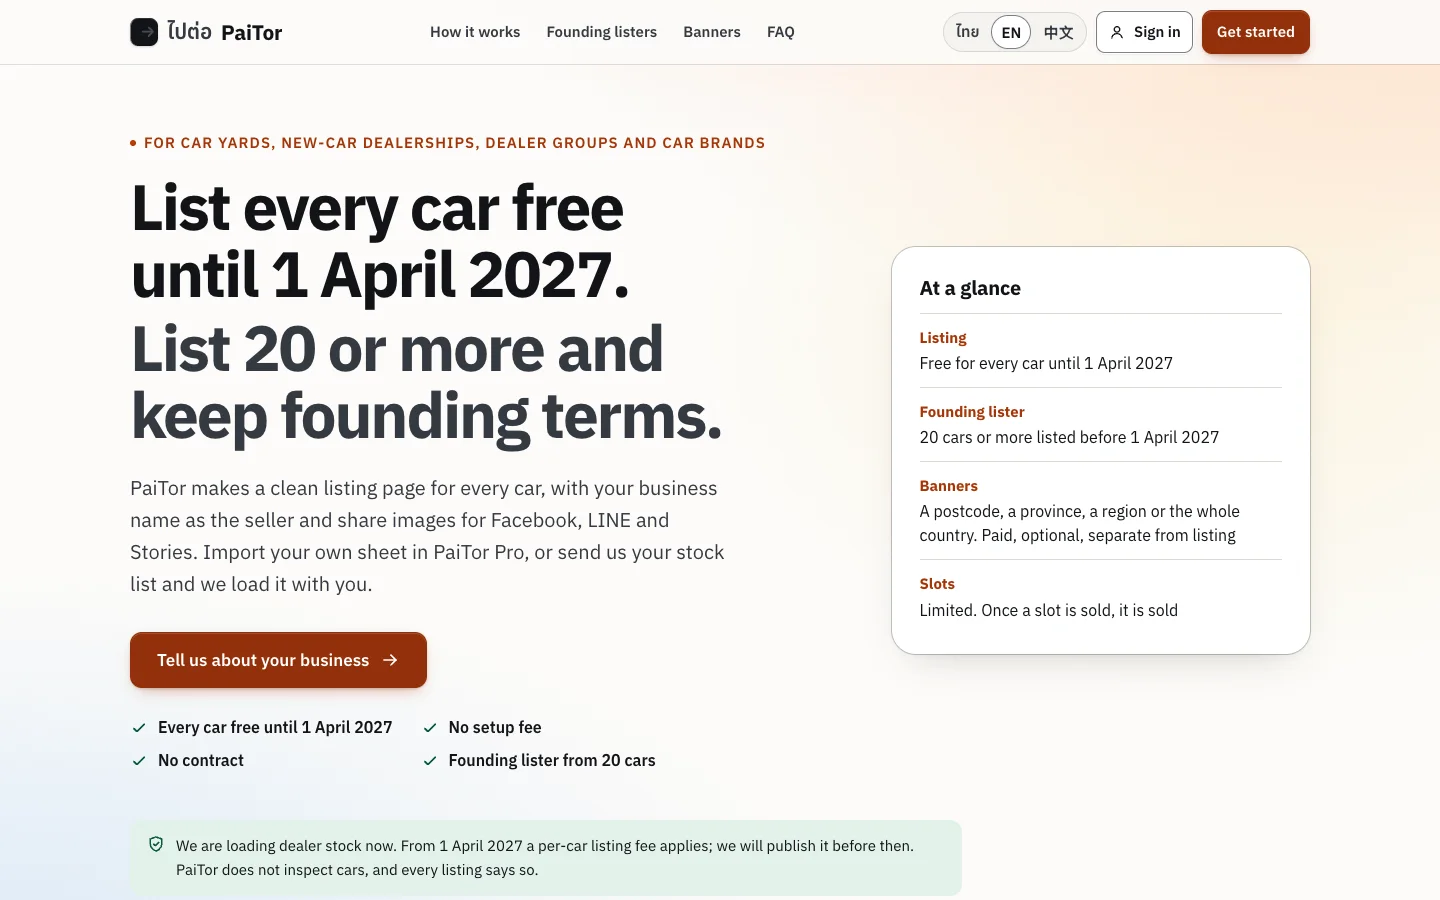 ไปต่อ PaiTor
How it works
Founding listers
Banners
FAQ
ไทย
EN
中文
Sign in
Get started
FOR CAR YARDS, NEW-CAR DEALERSHIPS, DEALER GROUPS AND CAR BRANDS
List every car free
until 1 April 2027.
List 20 or more and
keep founding terms.
PaiTor makes a clean listing page for every car, with your business
name as the seller and share images for Facebook, LINE and
Stories. Import your own sheet in PaiTor Pro, or send us your stock
list and we load it with you.
Tell us about your business
Every car free until 1 April 2027
No setup fee
No contract
Founding lister from 20 cars
At a glance
Listing
Free for every car until 1 April 2027
Founding lister
20 cars or more listed before 1 April 2027
Banners
A postcode, a province, a region or the whole
country. Paid, optional, separate from listing
Slots
Limited. Once a slot is sold, it is sold
We are loading dealer stock now. From 1 April 2027 a per-car listing fee applies; we will publish it before then.
PaiTor does not inspect cars, and every listing says so.